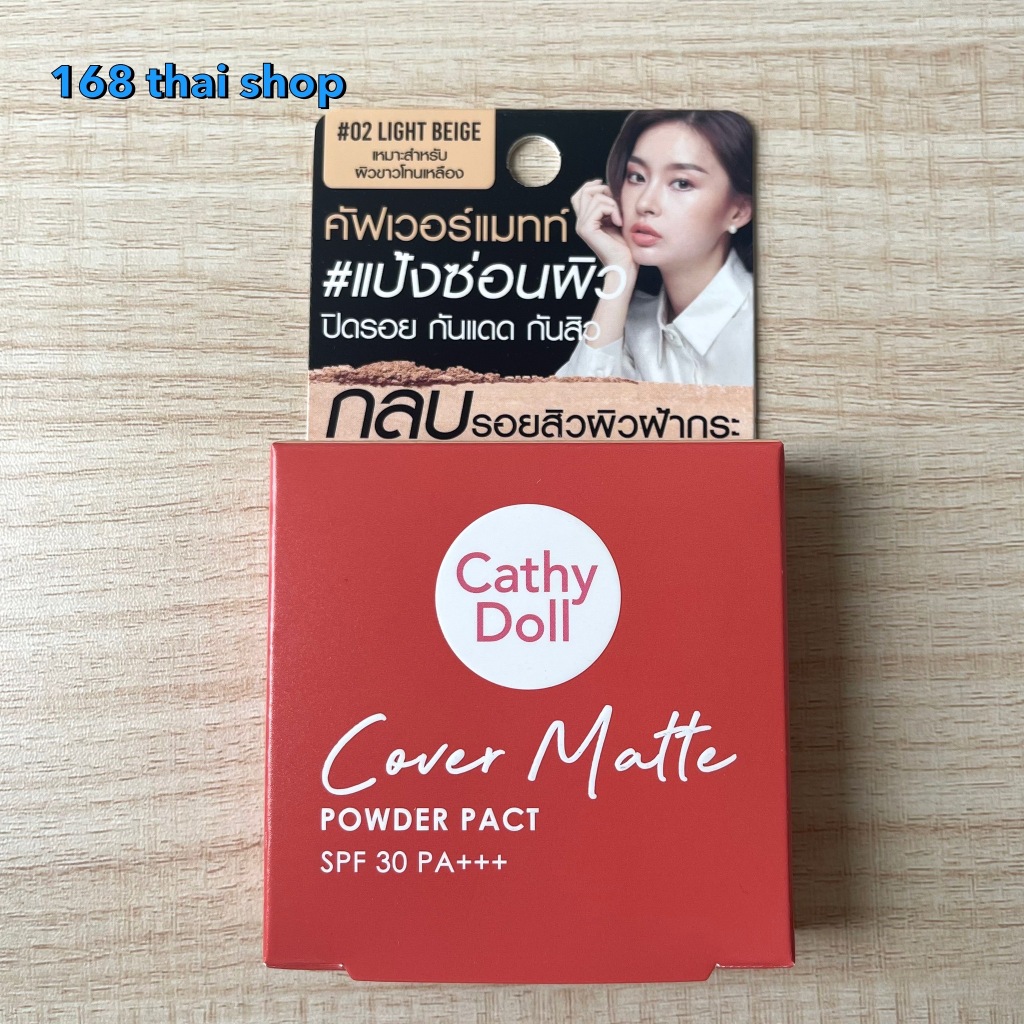 168 thai shop
#02 LIGHT BEIGE
เหมาะสำหรับ
ผิวขาวโทนเหลือง
คัฟเวอร์แมทท์
#แป้งซ่อนผิว
ปิดรอย กันแดด กันสิว
กลบรอยสิวผิวฝ้ากระ
Cathy
Doll
Cover Matte
POWDER PACT
SPF 30 PA+++